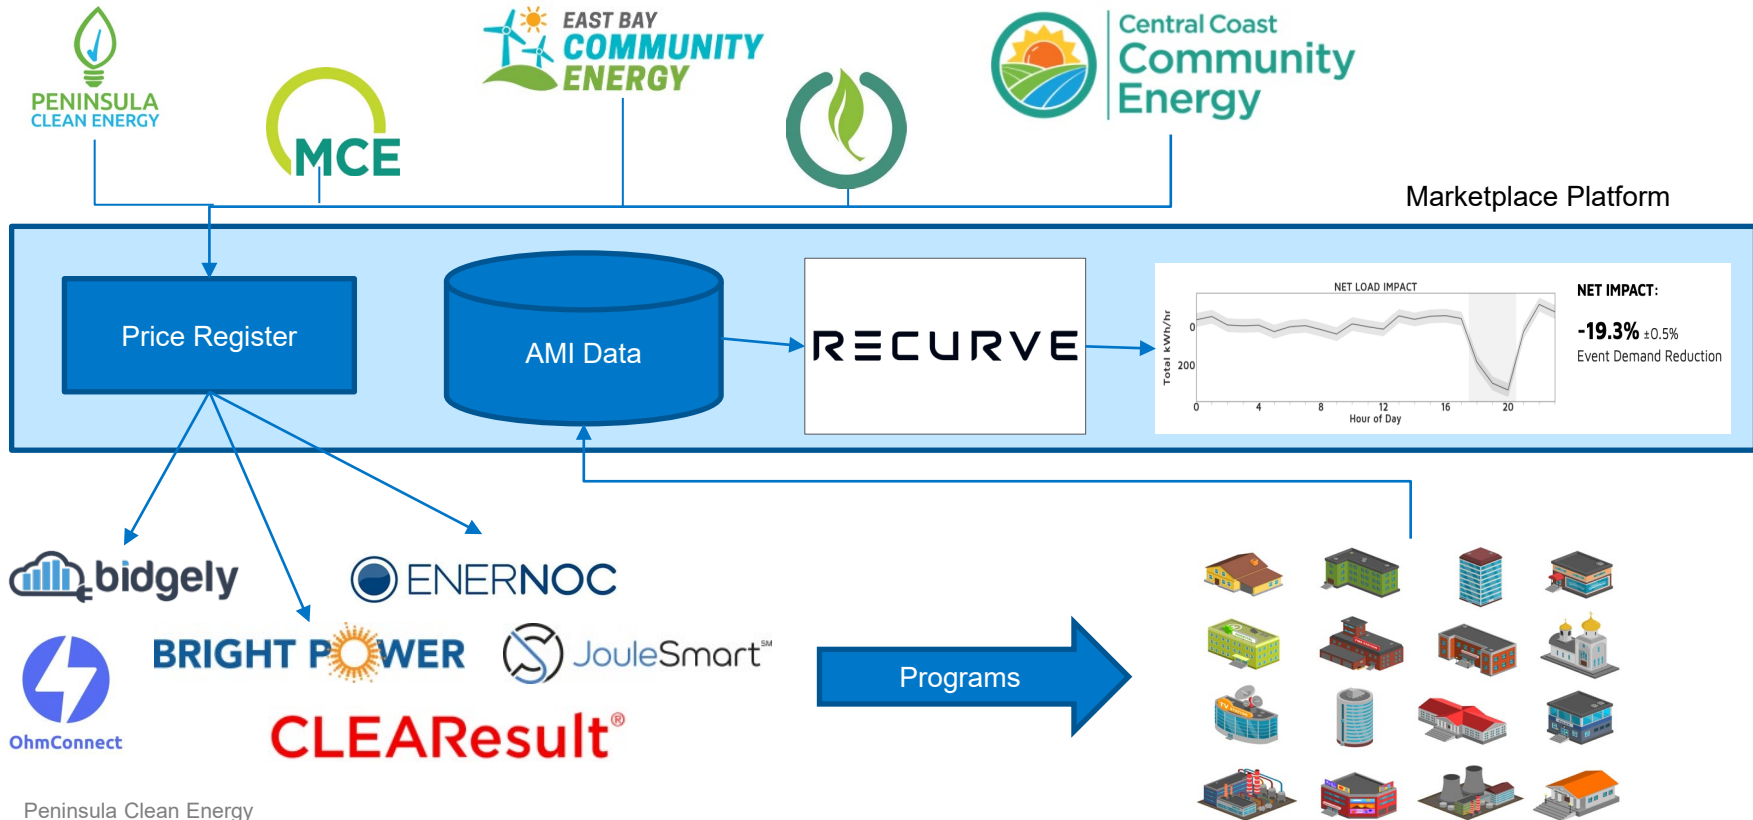 PENINSULA
CLEAN ENERGY
MCE
EAST BAY
COMMUNITY
ENERGY
Central Coast
Community
Energy
Marketplace Platform
Price Register
AMI Data
RECURVE
NET LOAD IMPACT
Total kWh/hr
0
200
0
4
8
12
16
20
Hour of Day
NET IMPACT:
-19.3% ±0.5%
Event Demand Reduction
bidgely
ENERNOC
BRIGHT POWER
JouleSmart℠
OhmConnect
CLEAResult®
Programs
Peninsula Clean Energy